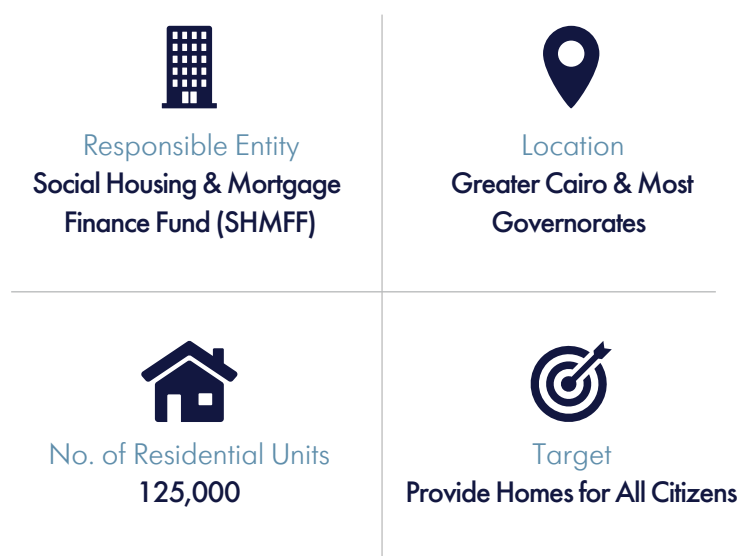 Responsible Entity
Social Housing & Mortgage
Finance Fund (SHMFF)
Location
Greater Cairo & Most
Governorates
No. of Residential Units
125,000
Target
Provide Homes for All Citizens